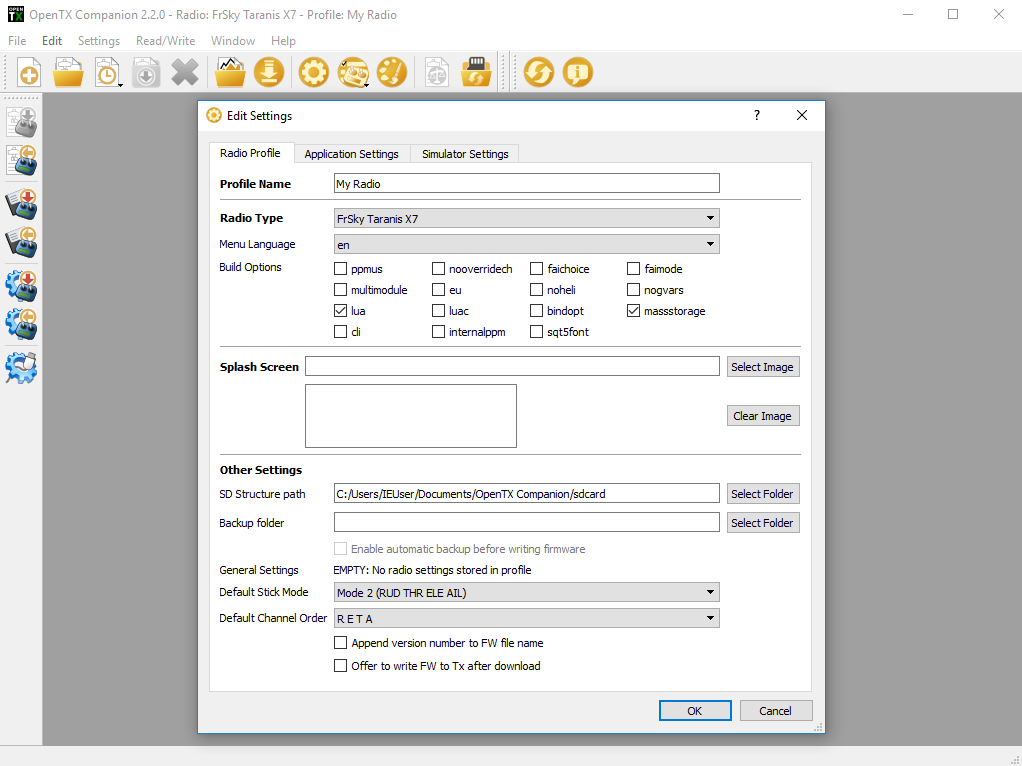 OPEN
TX
OpenTX Companion 2.2.0 - Radio: FrSky Taranis X7 - Profile: My Radio
File Edit Settings Read/Write Window Help
Edit Settings ?
Radio Profile Application Settings Simulator Settings
Profile Name My Radio
Radio Type FrSky Taranis X7
Menu Language en
Build Options ppmus nooverridech faichoice faimode
multimodule eu noheli nogvars
lua luac bindopt massstorage
cli internalppm sqt5font
Splash Screen Select Image
Clear Image
Other Settings
SD Structure path C:/Users/IEUser/Documents/OpenTX Companion/sdcard Select Folder
Backup folder Select Folder
Enable automatic backup before writing firmware
General Settings EMPTY: No radio settings stored in profile
Default Stick Mode Mode 2 (RUD THR ELE AIL)
Default Channel Order R E T A
Append version number to FW file name
Offer to write FW to Tx after download
OK Cancel